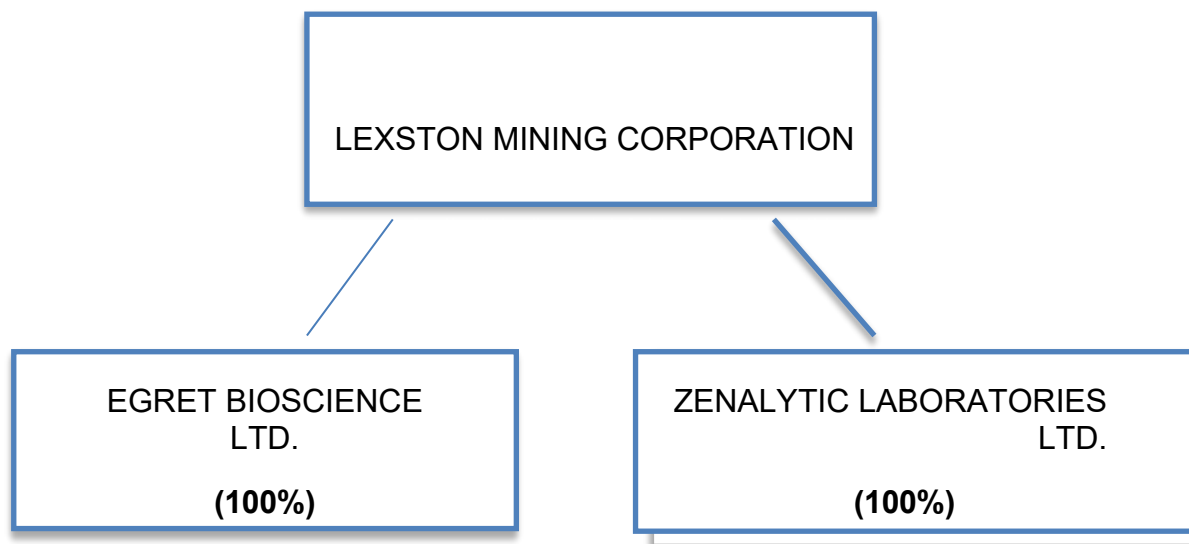 LEXSTON MINING CORPORATION
EGRET BIOSCIENCE
LTD.
(100%)
ZENALYTIC LABORATORIES
LTD.
(100%)